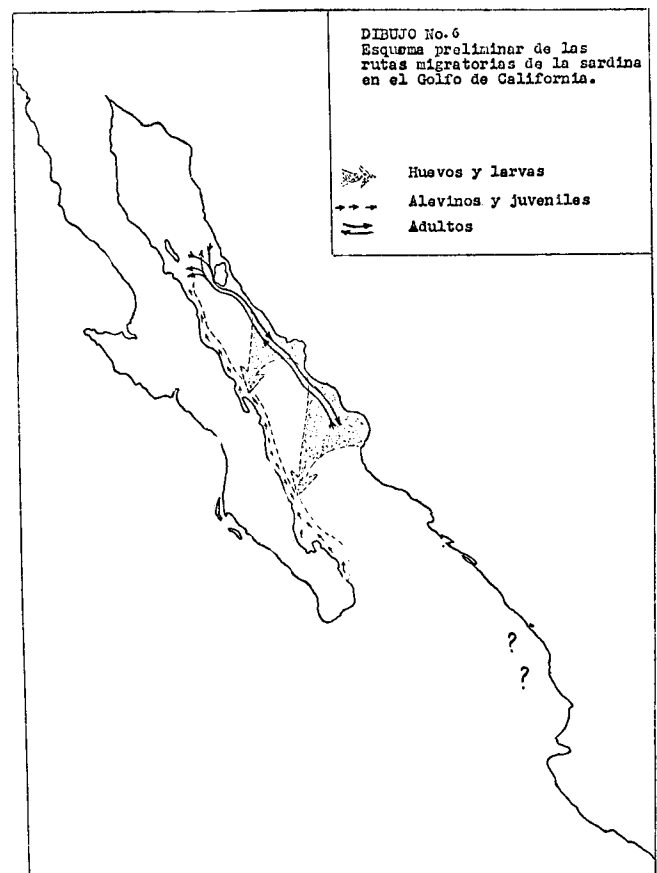 DIBUJO No.6
Esquema preliminar de las
rutas migratorias de la sardina
en el Golfo de California.
Huevos y larvas
Alevinos y juveniles
Adultos
?
?